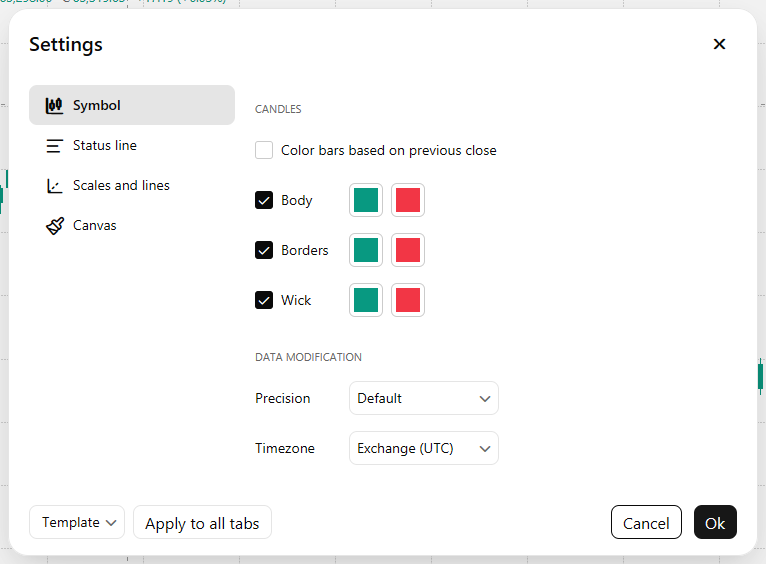 Settings
Symbol
Status line
Scales and lines
Canvas
CANDLES
Color bars based on previous close
Body
Borders
Wick
DATA MODIFICATION
Precision Default
Timezone Exchange (UTC)
Template
Apply to all tabs
Cancel
Ok